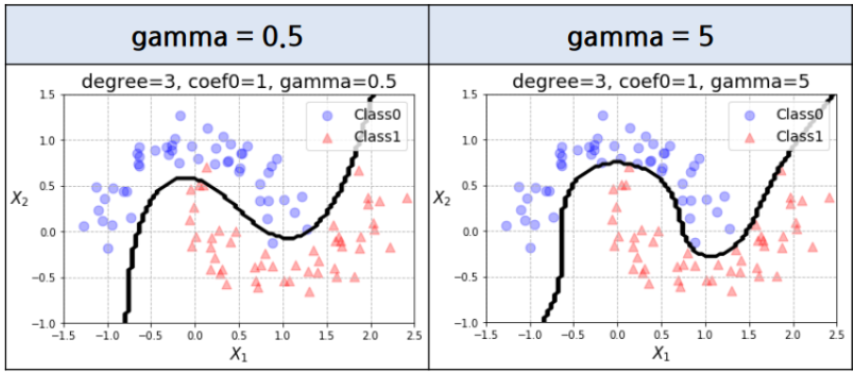 gamma = 0.5
gamma = 5
degree=3, coef0=1, gamma=0.5
1.5
1.0
0.5
0.0
−0.5
−1.0
X2
Class0
Class1
−1.5 −1.0 −0.5 0.0 0.5 1.0 1.5 2.0 2.5
X1
degree=3, coef0=1, gamma=5
1.5
1.0
0.5
0.0
−0.5
−1.0
X2
Class0
Class1
−1.5 −1.0 −0.5 0.0 0.5 1.0 1.5 2.0 2.5
X1